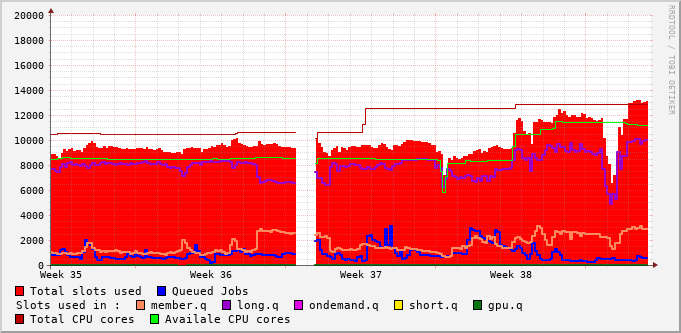 20000
18000
16000
14000
12000
10000
8000
6000
4000
2000
0
Week 35 Week 36 Week 37 Week 38
RRDTOOL / TOBI OETIKER
Total slots used Queued Jobs
Slots used in : member.q long.q ondemand.q short.q gpu.q
Total CPU cores Availale CPU cores